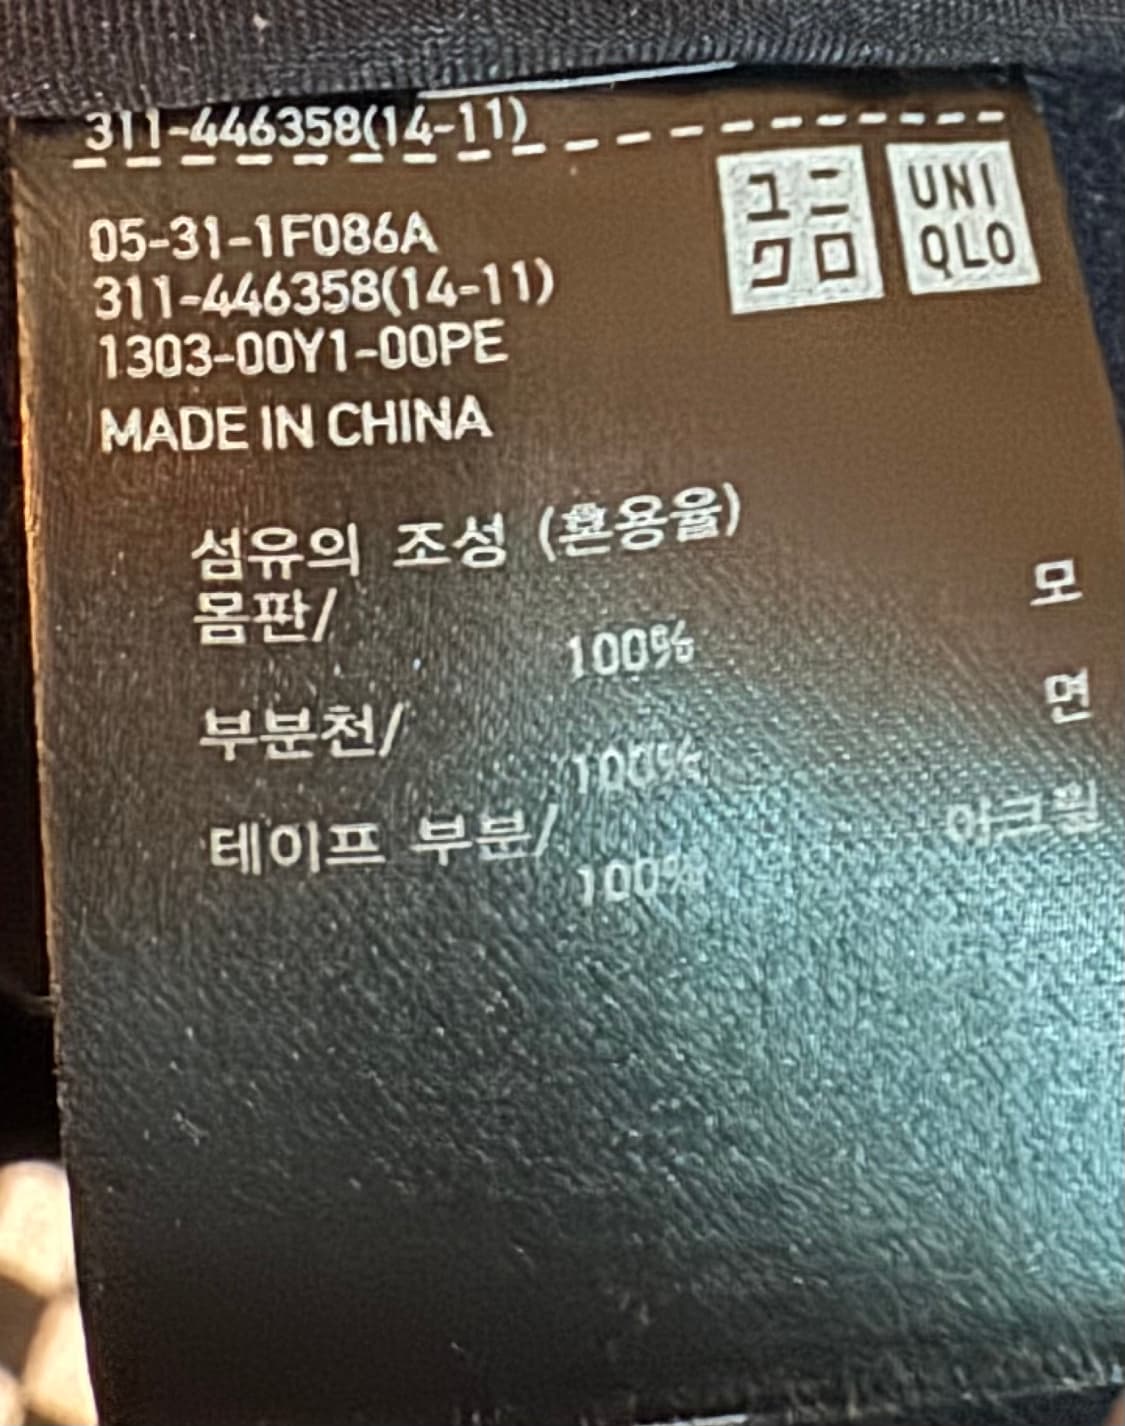 311-446358(14-11)
ユニ
クロ
UNI
QLO
05-31-1F086A
311-446358(14-11)
1303-00Y1-00PE
MADE IN CHINA
섬유의 조성 (혼용율)
몸판/
100% 모
부분천/
100% 면
테이프 부분/
100% 아크릴